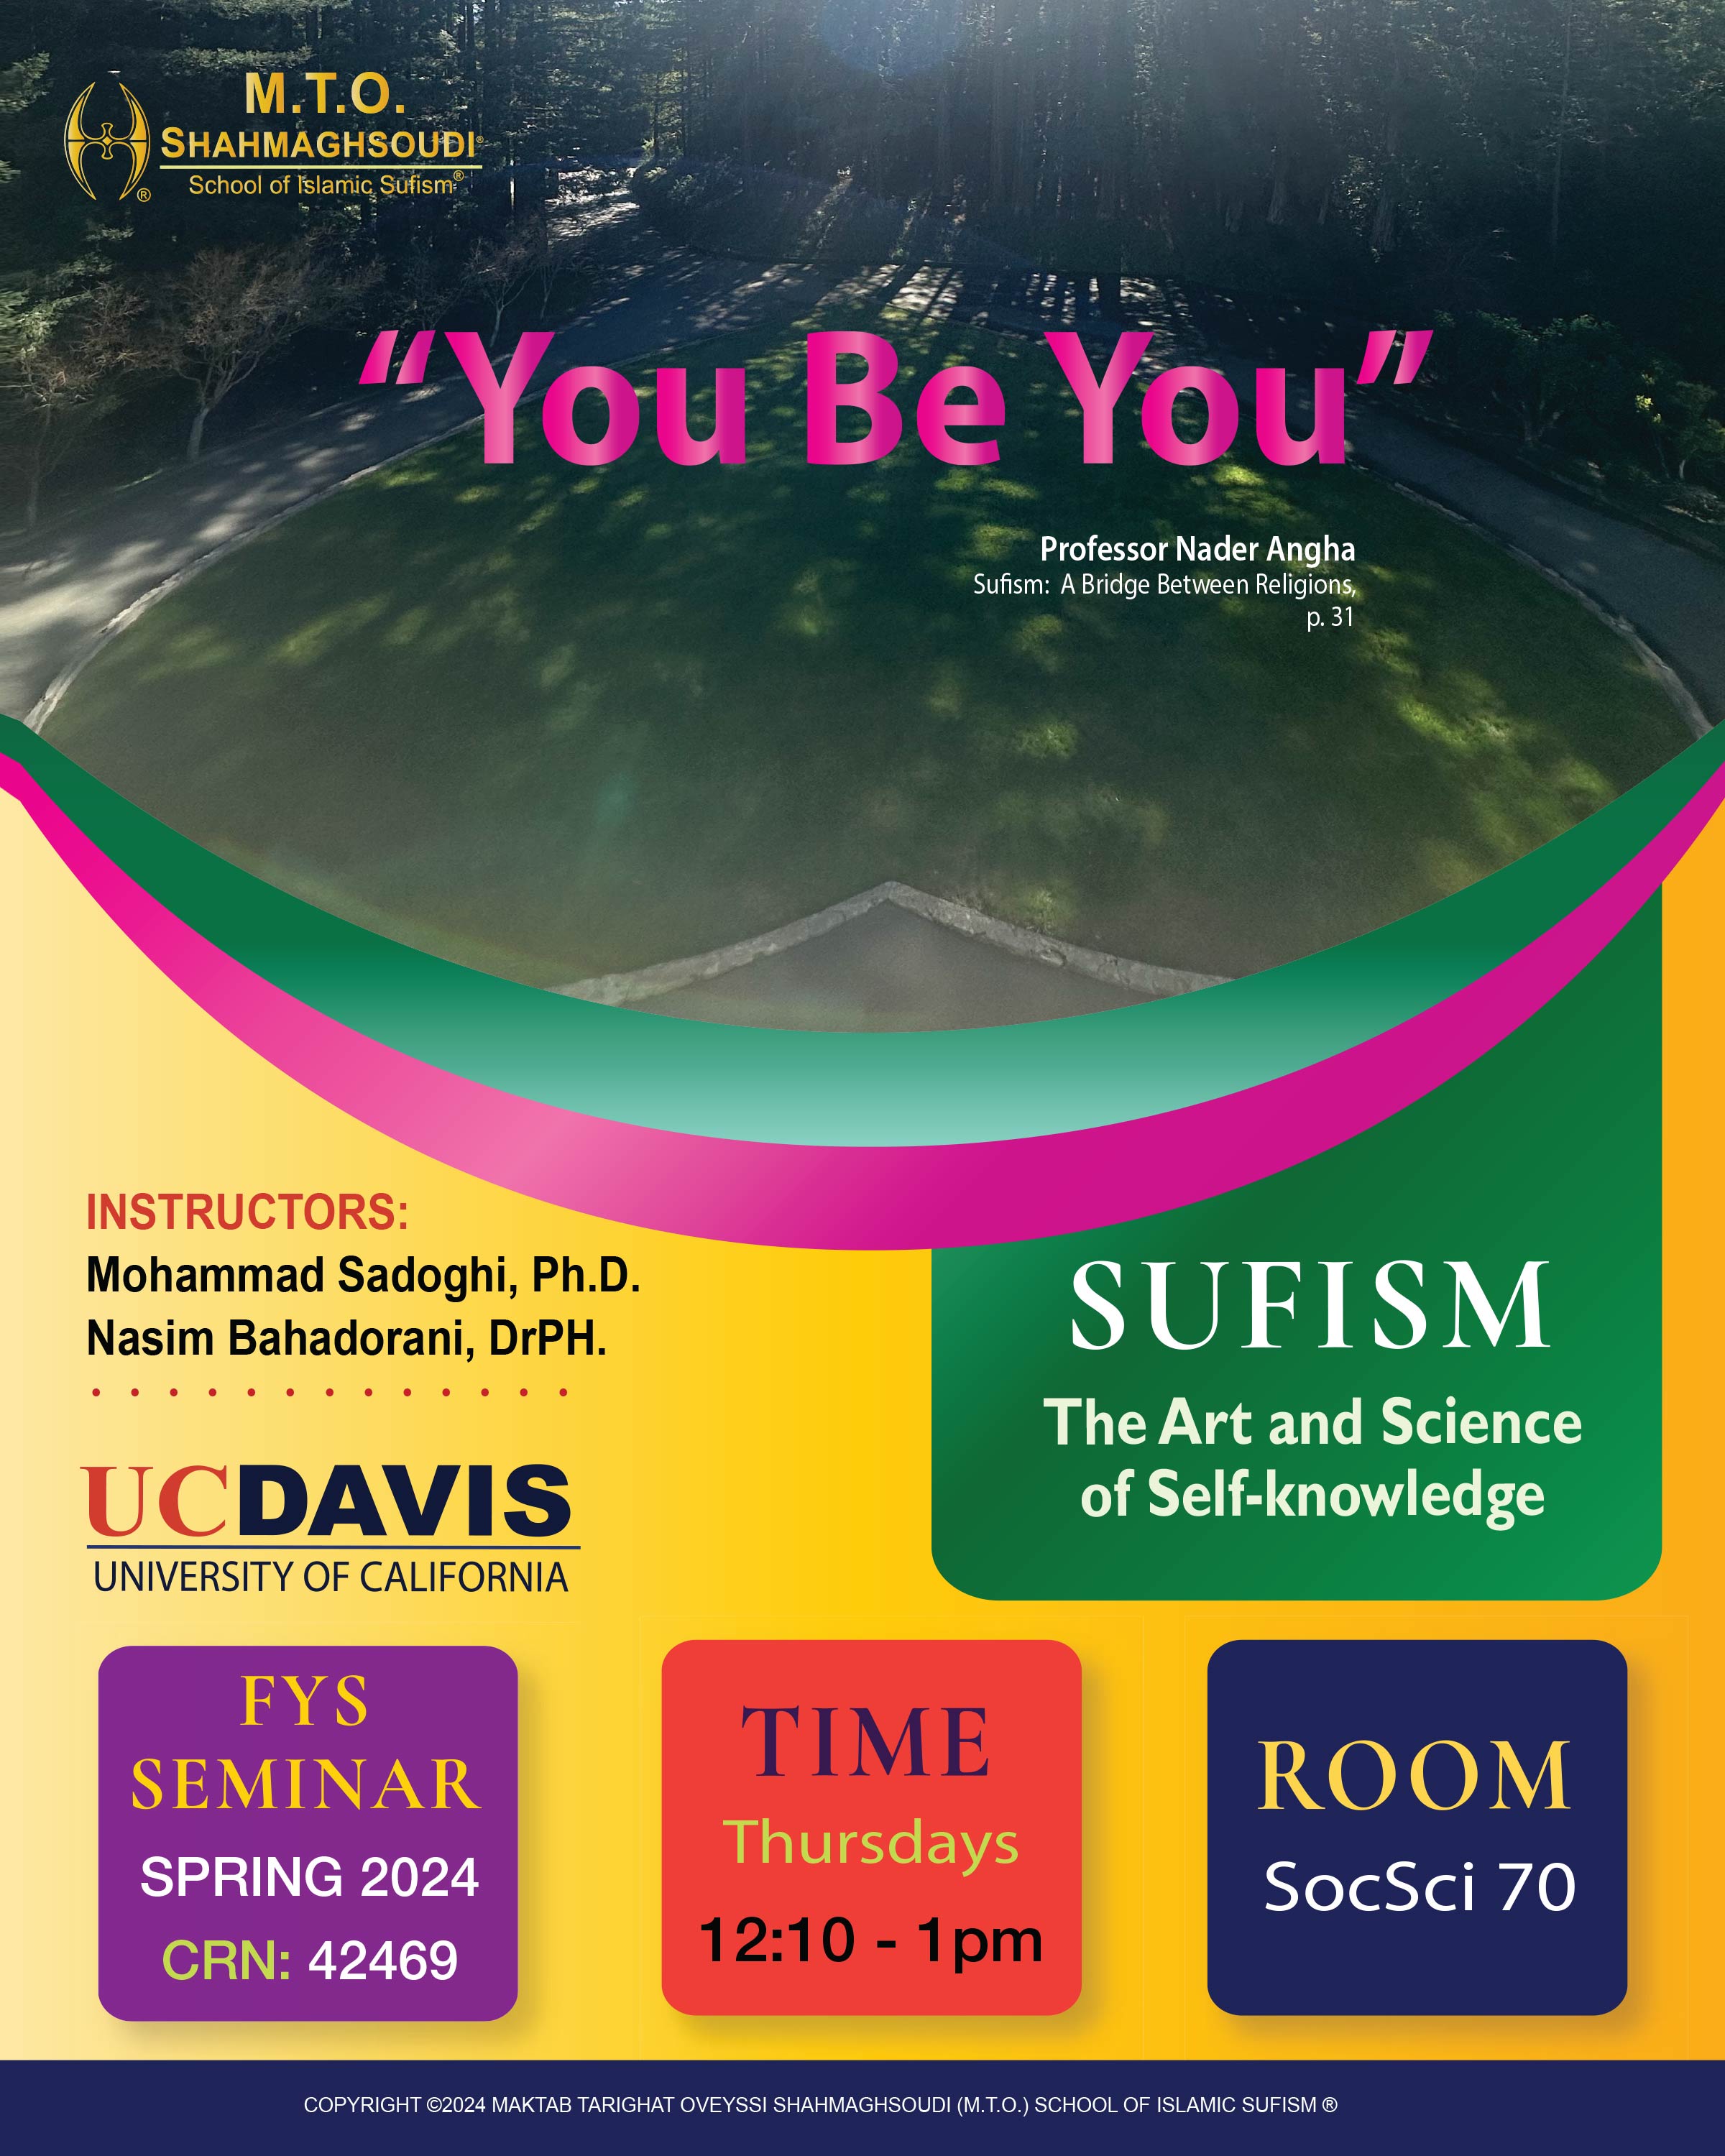 M.T.O.
SHAHMAGHSOUDI®
School of Islamic Sufism®
®
“You Be You”
Professor Nader Angha
Sufism: A Bridge Between Religions,
p. 31
INSTRUCTORS:
Mohammad Sadoghi, Ph.D.
Nasim Bahadorani, DrPH.
UCDAVIS
UNIVERSITY OF CALIFORNIA
SUFISM
The Art and Science
of Self-knowledge
FYS
SEMINAR
SPRING 2024
CRN: 42469
TIME
Thursdays
12:10 - 1pm
ROOM
SocSci 70
COPYRIGHT ©2024 MAKTAB TARIGHAT OVEYSSI SHAHMAGHSOUDI (M.T.O.) SCHOOL OF ISLAMIC SUFISM ®